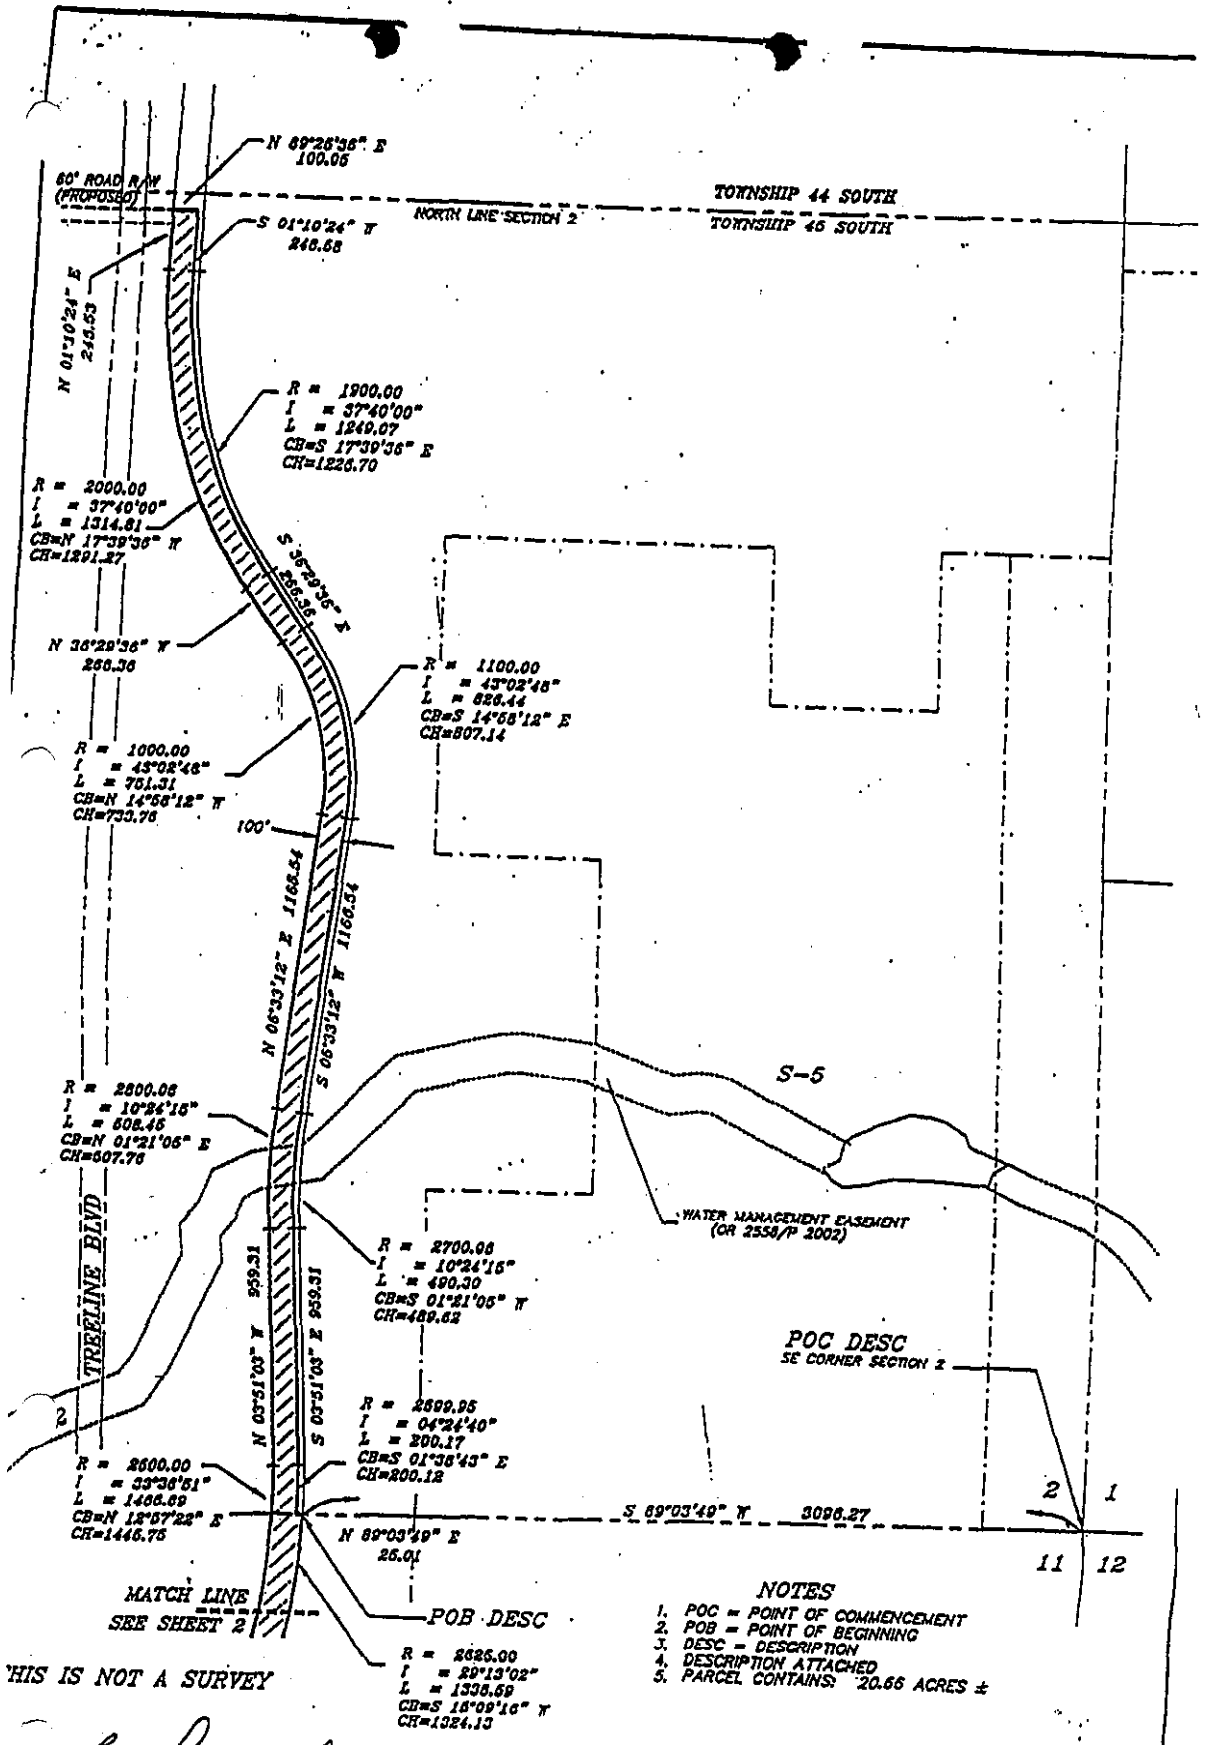 N 89°26'36" E
100.05
60' ROAD R/W
(PROPOSED)
TOWNSHIP 44 SOUTH
NORTH LINE SECTION 2
TOWNSHIP 46 SOUTH
S 01°10'24" W
248.68
N 01°10'24" E
245.53
R = 1900.00
I = 37°40'00"
L = 1249.07
CB=S 17°39'36" E
CH=1226.70
R = 2000.00
I = 37°40'00"
L = 1314.81
CB=N 17°39'36" W
CH=1291.27
S 36°29'36" E
266.36
N 36°29'36" W
266.36
R = 1100.00
I = 43°02'48"
L = 826.44
CB=S 14°58'12" E
CH=807.14
R = 1000.00
I = 43°02'48"
L = 751.31
CB=N 14°58'12" W
CH=733.76
100'
N 06°33'12" E 1166.54
S 06°33'12" W 1166.54
S-5
R = 2800.06
I = 10°24'15"
L = 508.45
CB=N 01°21'05" E
CH=507.76
WATER MANAGEMENT EASEMENT
(OR 2558/P 2002)
TREELINE BLVD
R = 2700.06
I = 10°24'15"
L = 490.30
CB=S 01°21'05" W
CH=489.62
N 03°51'03" W 959.31
S 03°51'03" E 959.31
POC DESC
SE CORNER SECTION 2
2
R = 2599.95
I = 04°24'40"
L = 200.17
CB=S 01°38'43" E
CH=200.12
R = 2500.00
I = 33°36'51"
L = 1466.69
CB=N 12°57'22" E
CH=1445.75
S 89°03'49" W 3096.27
2 1
N 89°03'49" E
25.01
11 12
MATCH LINE
SEE SHEET 2
POB DESC
NOTES
1. POC = POINT OF COMMENCEMENT
2. POB = POINT OF BEGINNING
3. DESC = DESCRIPTION
4. DESCRIPTION ATTACHED
5. PARCEL CONTAINS: 20.66 ACRES ±
R = 2625.00
I = 29°13'02"
L = 1338.59
CB=S 15°09'16" W
CH=1324.13
THIS IS NOT A SURVEY